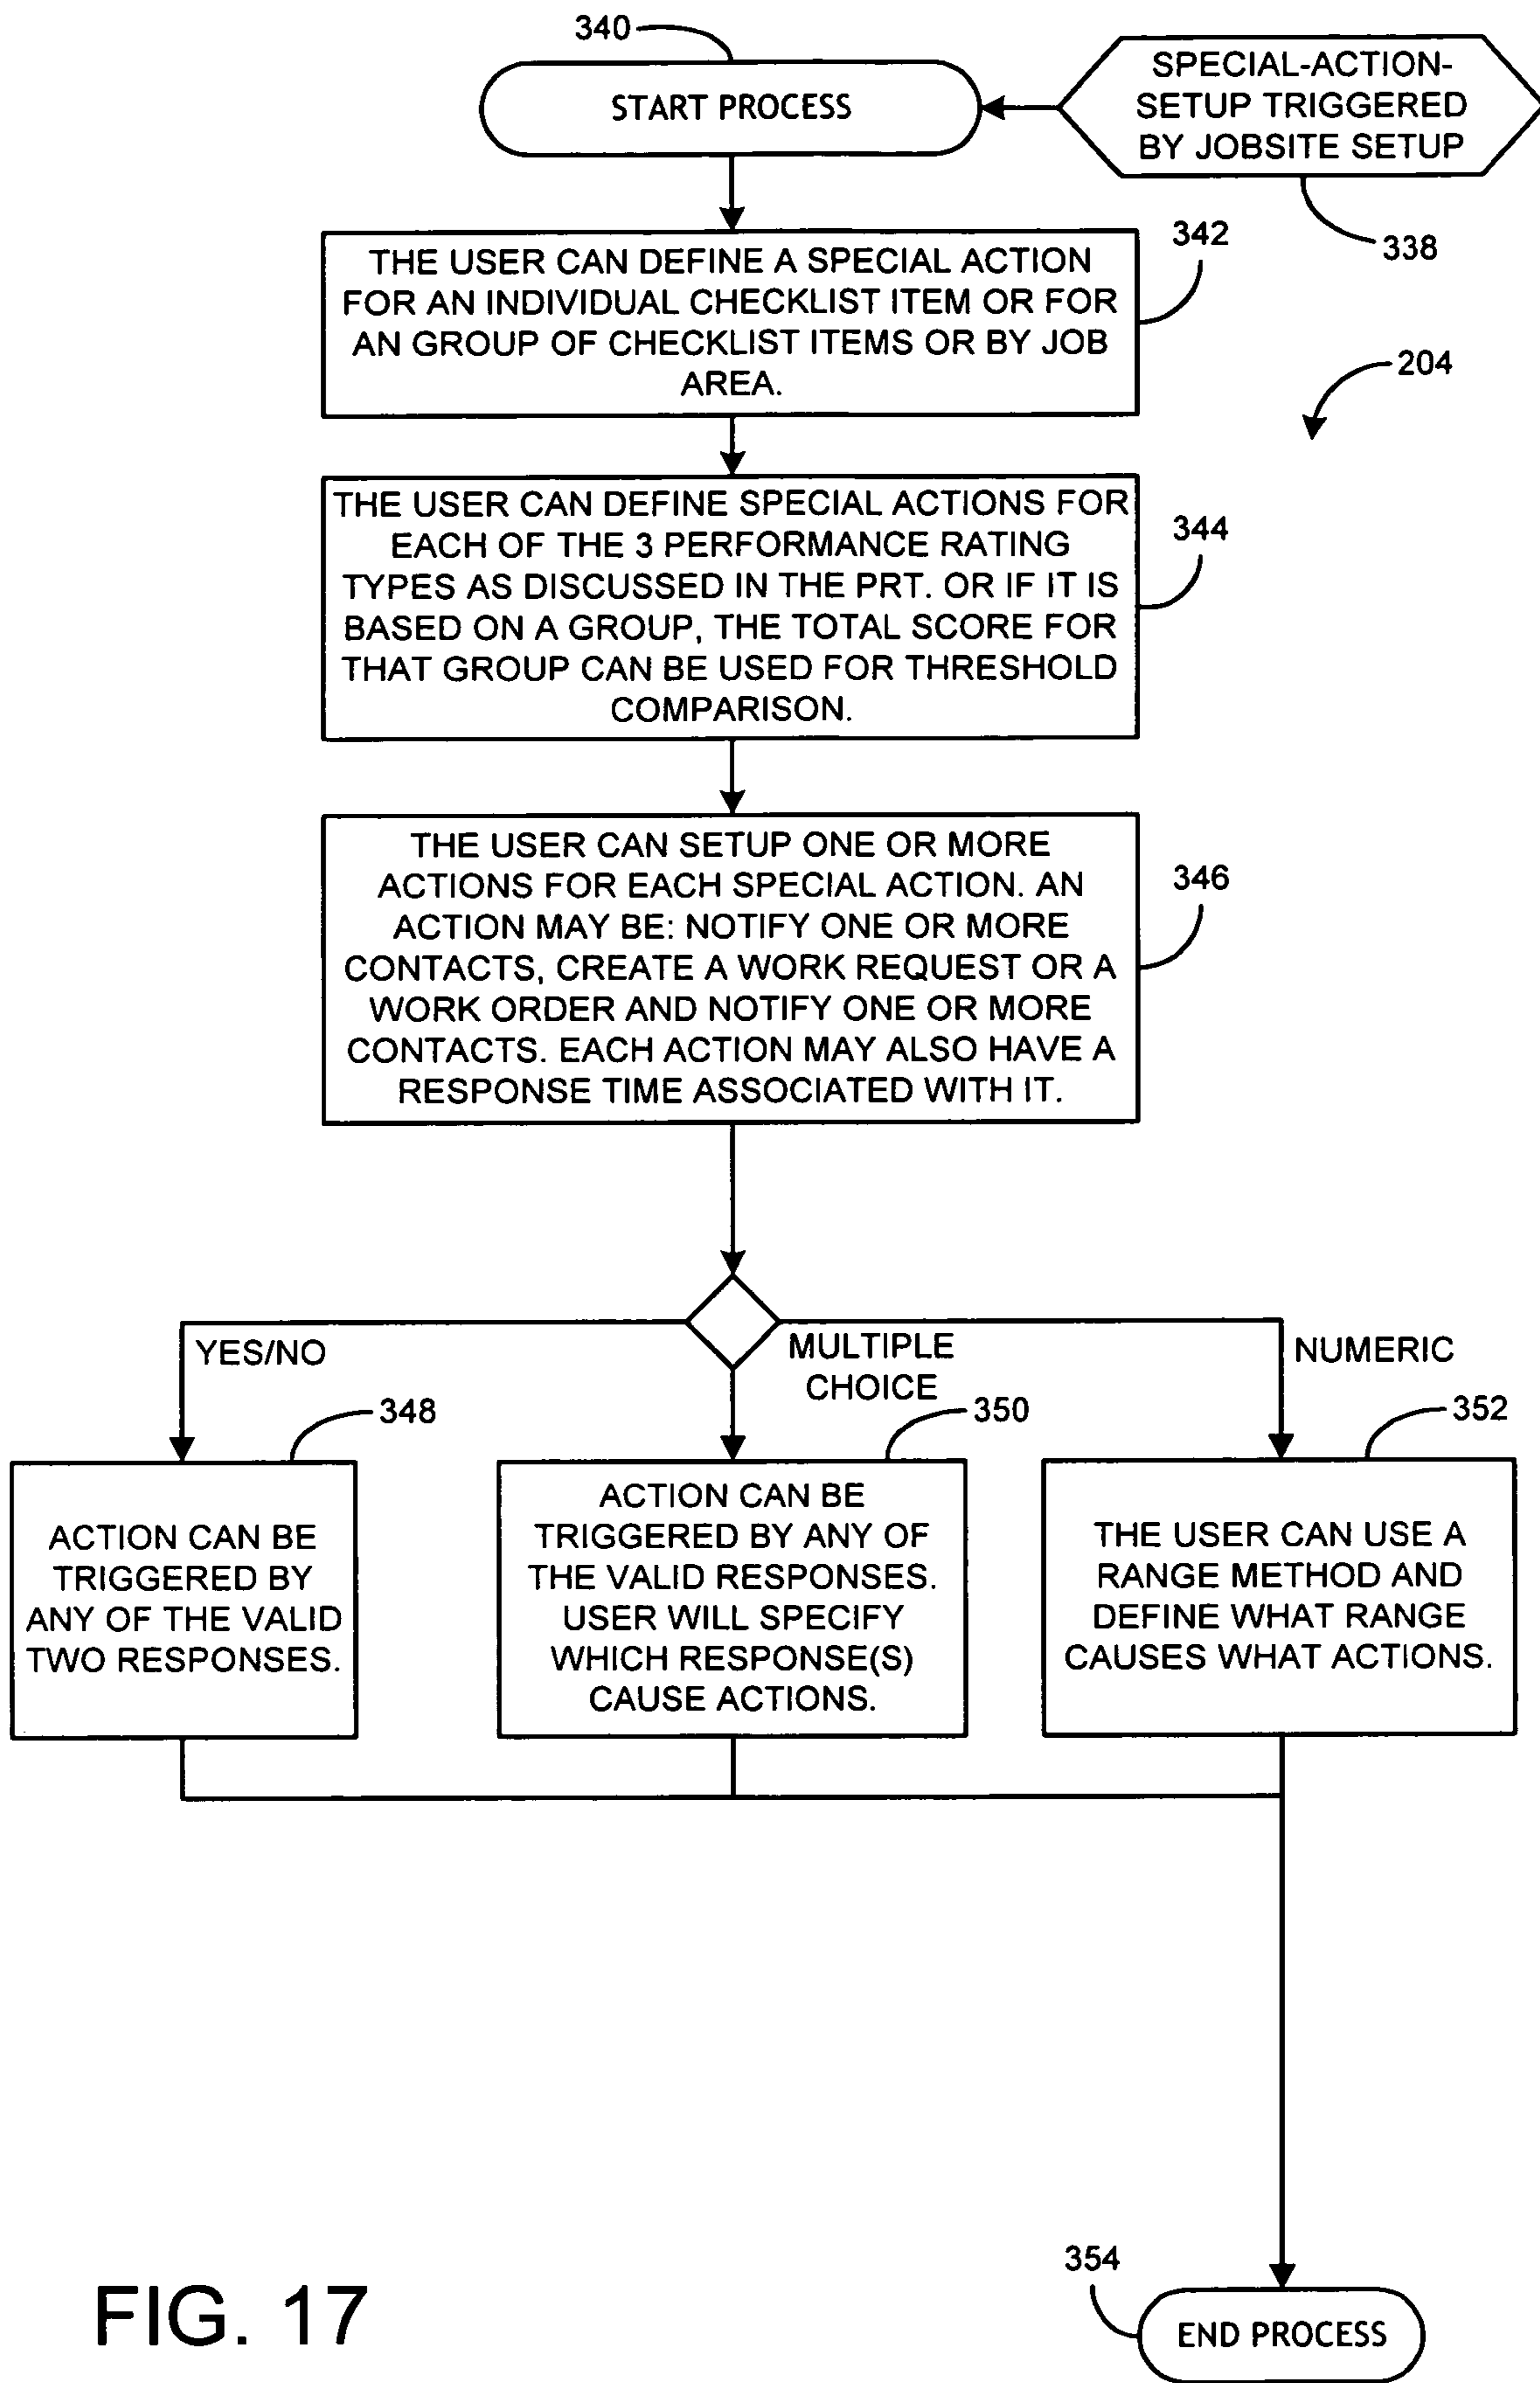 340
START PROCESS
SPECIAL-ACTION-
SETUP TRIGGERED
BY JOBSITE SETUP
338
342
THE USER CAN DEFINE A SPECIAL ACTION
FOR AN INDIVIDUAL CHECKLIST ITEM OR FOR
AN GROUP OF CHECKLIST ITEMS OR BY JOB
AREA.
204
THE USER CAN DEFINE SPECIAL ACTIONS FOR
EACH OF THE 3 PERFORMANCE RATING
TYPES AS DISCUSSED IN THE PRT. OR IF IT IS
BASED ON A GROUP, THE TOTAL SCORE FOR
THAT GROUP CAN BE USED FOR THRESHOLD
COMPARISON.
344
THE USER CAN SETUP ONE OR MORE
ACTIONS FOR EACH SPECIAL ACTION. AN
ACTION MAY BE: NOTIFY ONE OR MORE
CONTACTS, CREATE A WORK REQUEST OR A
WORK ORDER AND NOTIFY ONE OR MORE
CONTACTS. EACH ACTION MAY ALSO HAVE A
RESPONSE TIME ASSOCIATED WITH IT.
346
YES/NO
MULTIPLE
CHOICE
NUMERIC
348
350
352
ACTION CAN BE
TRIGGERED BY
ANY OF THE VALID
TWO RESPONSES.
ACTION CAN BE
TRIGGERED BY ANY OF
THE VALID RESPONSES.
USER WILL SPECIFY
WHICH RESPONSE(S)
CAUSE ACTIONS.
THE USER CAN USE A
RANGE METHOD AND
DEFINE WHAT RANGE
CAUSES WHAT ACTIONS.
354
END PROCESS
FIG. 17